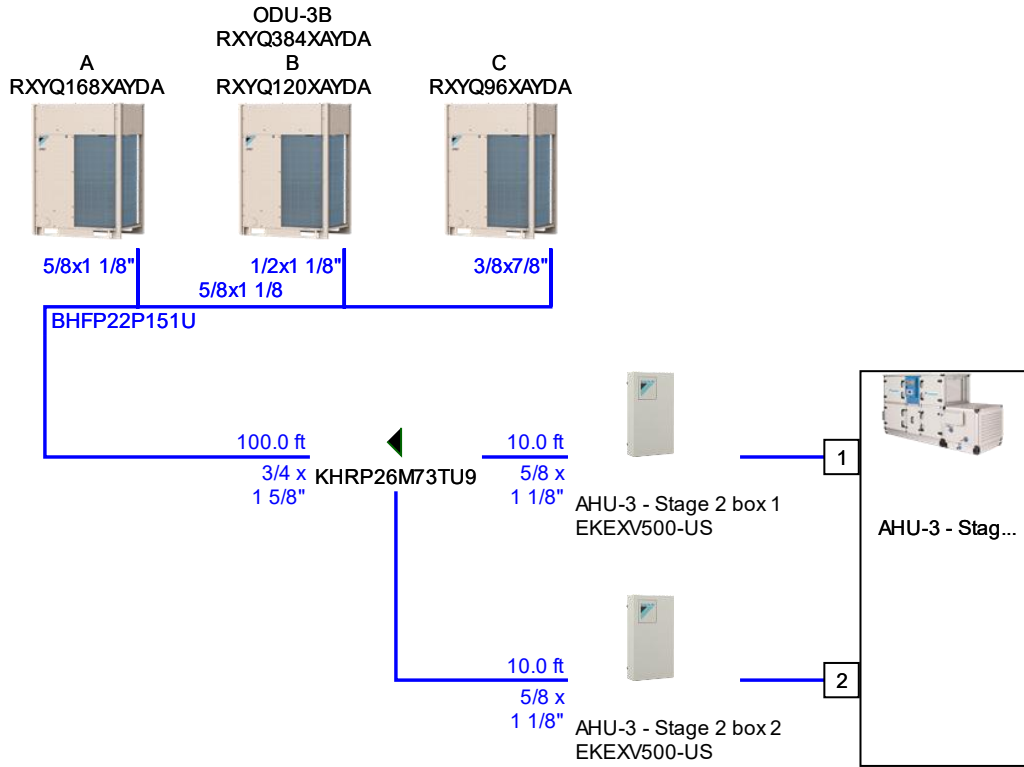 ODU-3B
RXYQ384XAYDA
A
B
C
RXYQ168XAYDA
RXYQ120XAYDA
RXYQ96XAYDA
5/8x1 1/8"
1/2x1 1/8"
3/8x7/8"
5/8x1 1/8
BHFP22P151U
100.0 ft
3/4 x
1 5/8"
KHRP26M73TU9
10.0 ft
5/8 x
1 1/8"
AHU-3 - Stage 2 box 1
EKEXV500-US
1
AHU-3 - Stag...
10.0 ft
5/8 x
1 1/8"
AHU-3 - Stage 2 box 2
EKEXV500-US
2